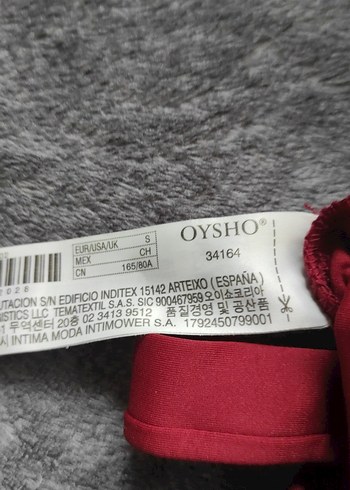 OYSHO®
34164
EUR/USA/UK S
MEX CH
CN 165/80A
UTACION S/N EDIFICIO INDITEX 15142 ARTEIXO (ESPAÑA)
ISTICS LLC TEMATEXTIL S.A. SIC 900467959 오이소코리아
무역센터 20층 02 3413 9512 품질경영 및 공산품
시 INTIMA MODA INTIMOWER S.A. 1792450799001